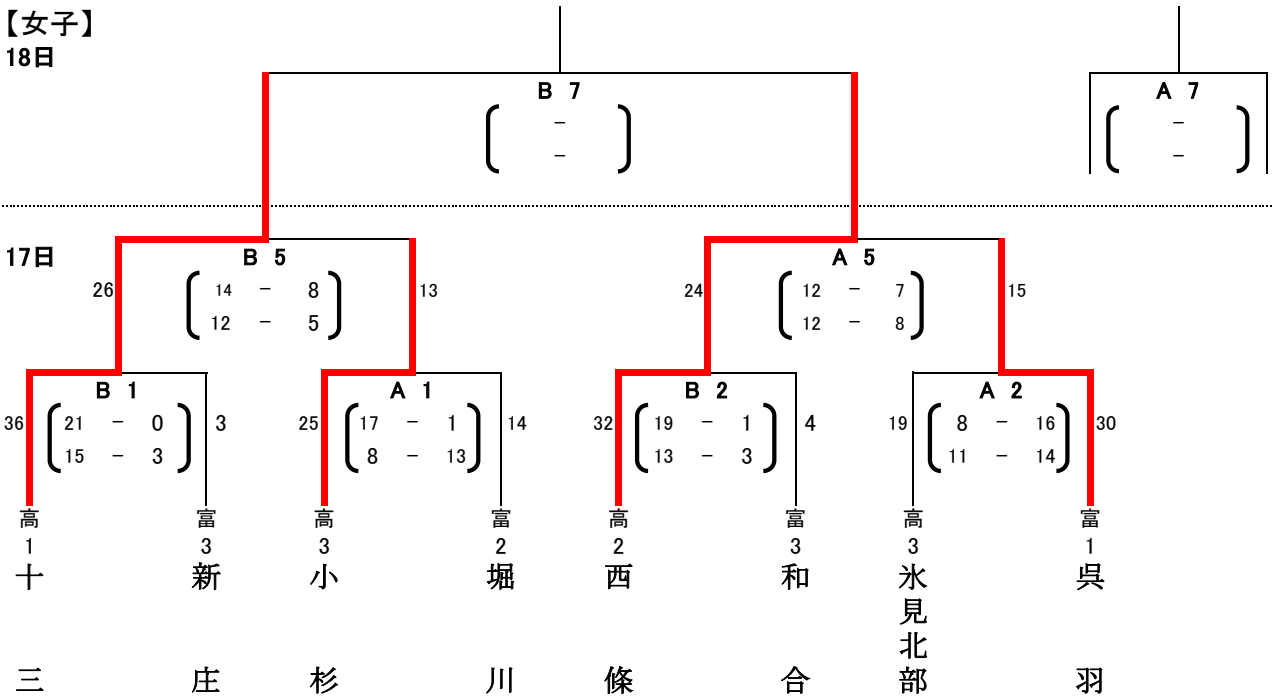 【女子】
18日
B 7
-
-
A 7
-
-
17日
B 5
26
14 - 8
12 - 5
13
A 5
24
12 - 7
12 - 8
15
B 1
36
21 - 0
15 - 3
3
A 1
25
17 - 1
8 - 13
14
B 2
32
19 - 1
13 - 3
4
A 2
19
8 - 16
11 - 14
30
高 富 高 富 高 富 高 富
1 3 3 2 2 3 3 1
十三
新庄
小杉
堀川
西條
和合
氷見北部
呉羽